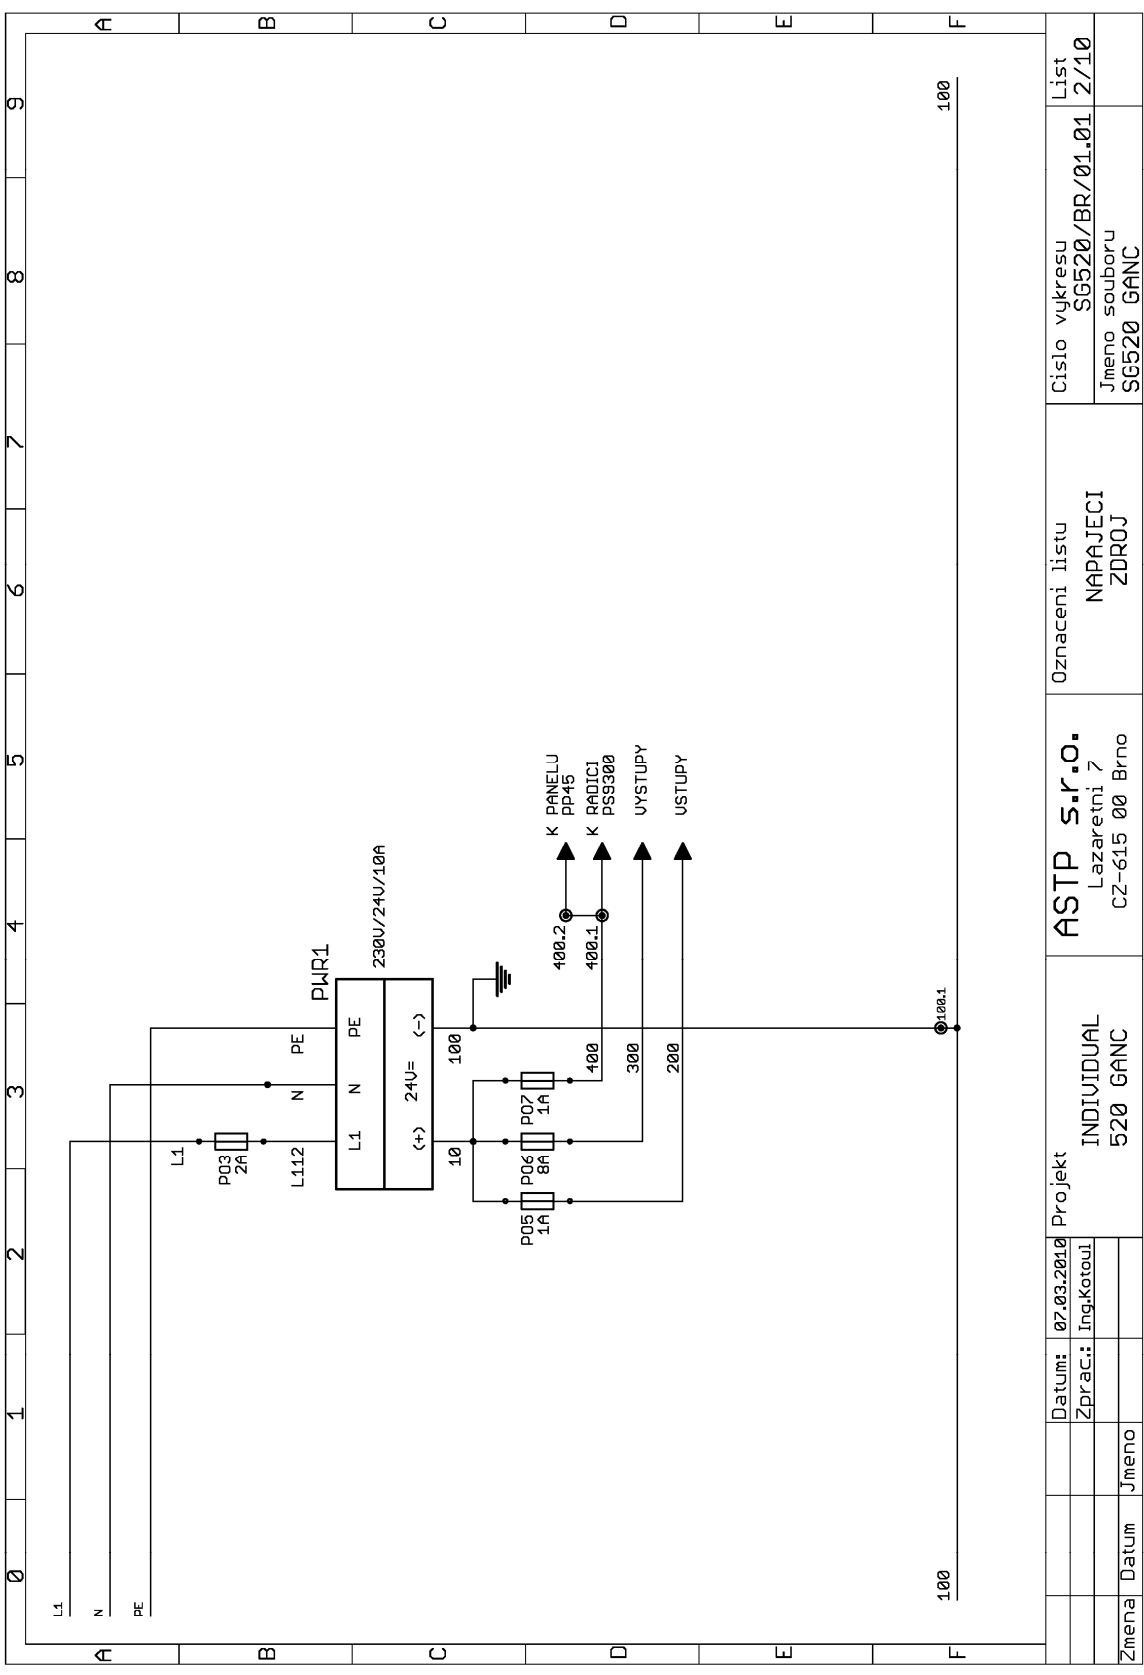 0 1 2 3 4 5 6 7 8 9
A A
B B
C C
D D
E E
F F
L1
N
PE
L1
PO3
2A
L112
N
PE
PWR1
L1 N PE
24V=
(+) (-)
230V/24V/10A
10
100
PO5
1A
PO6
8A
PO7
1A
400
300
200
400.2
400.1
K PANELU
PP45
K RADICI
PS9300
VYSTUPY
VSTUPY
100.1
100 100
Zmena Datum Jmeno
Datum: 07.03.2010
Zprac.: Ing.Kotoul
Projekt
INDIVIDUAL
520 GANC
ASTP s.r.o.
Lazaretni 7
CZ-615 00 Brno
Oznaceni listu
NAPAJECI
ZDROJ
Cislo vykresu
SG520/BR/01.01
Jmeno souboru
SG520 GANC
List
2/10